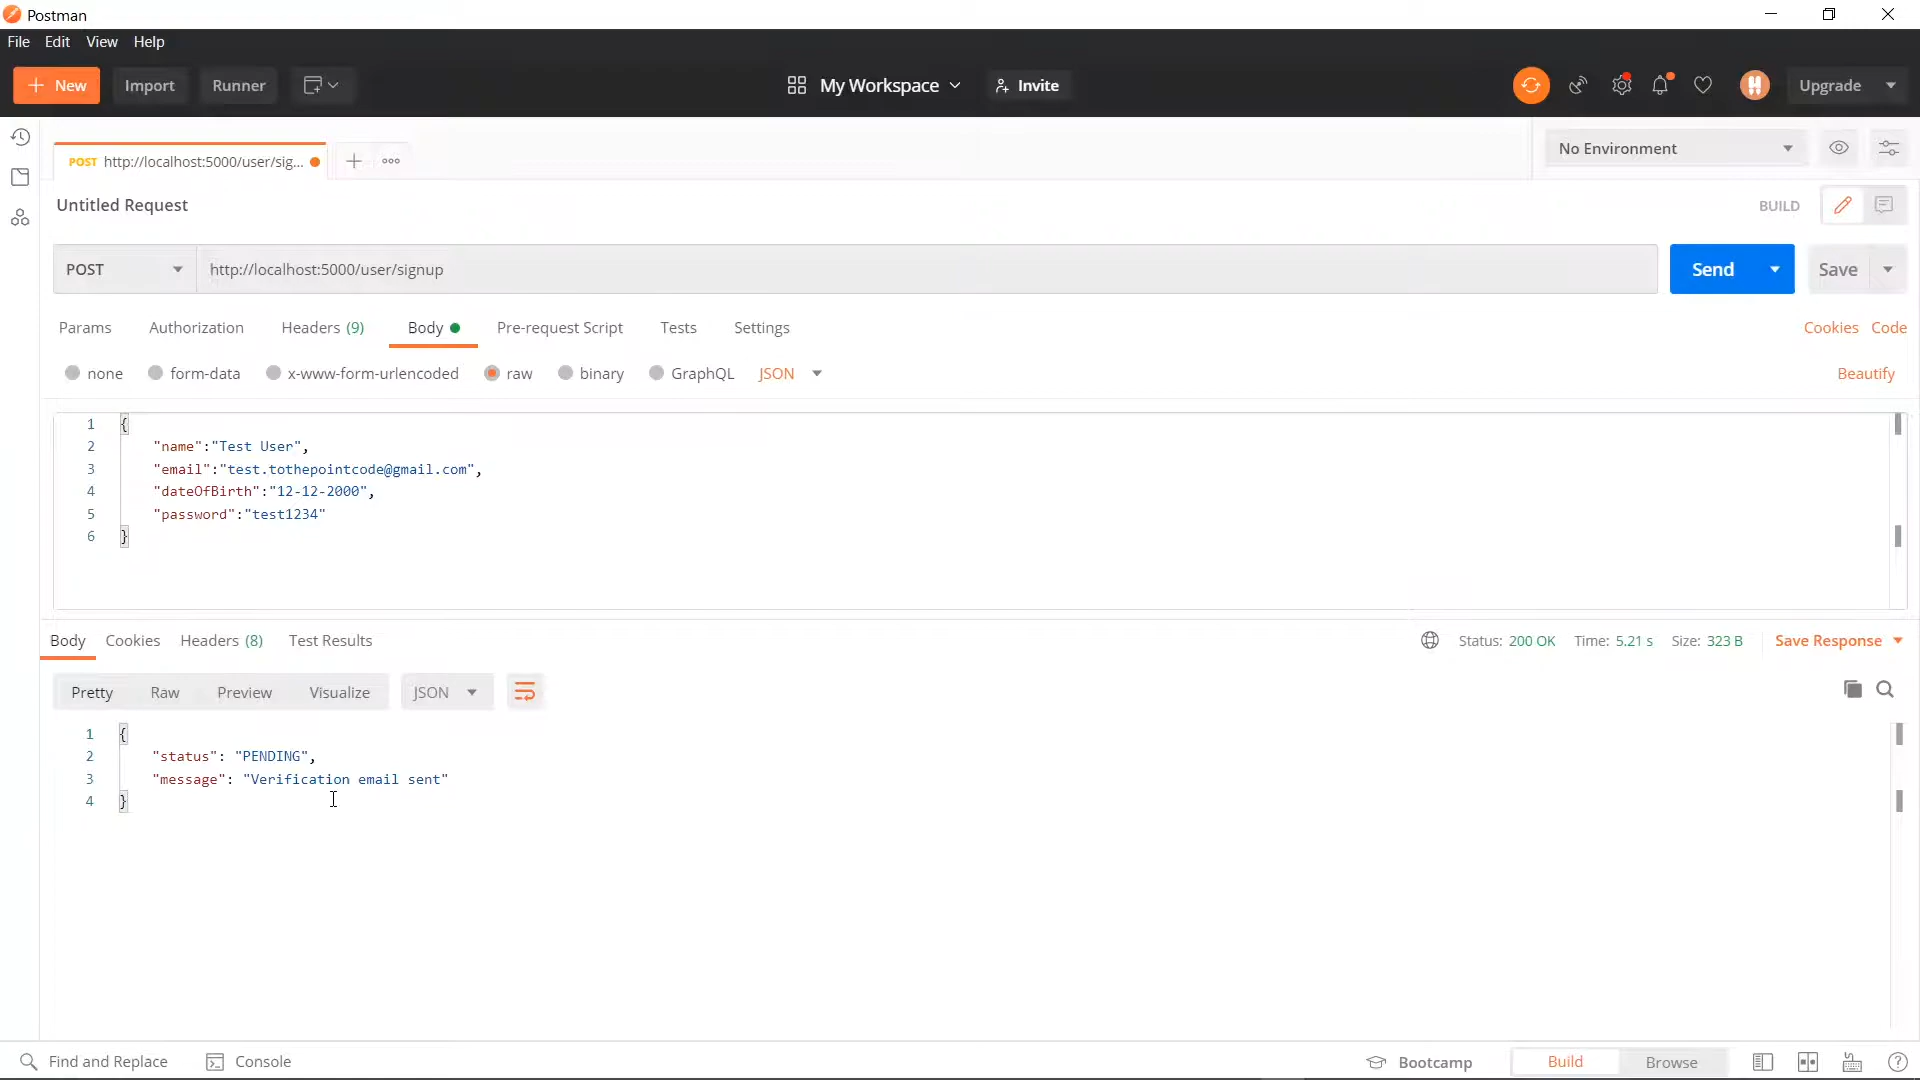 Postman
File Edit View Help
New Import Runner My Workspace Invite Upgrade
POST http://localhost:5000/user/sig... No Environment
Untitled Request BUILD
POST http://localhost:5000/user/signup Send Save
Params Authorization Headers (9) Body Pre-request Script Tests Settings Cookies Code
none form-data x-www-form-urlencoded raw binary GraphQL JSON Beautify
1 {
2 "name":"Test User",
3 "email":"test.tothepointcode@gmail.com",
4 "dateOfBirth":"12-12-2000",
5 "password":"test1234"
6 }
Body Cookies Headers (8) Test Results Status: 200 OK Time: 5.21 s Size: 323 B Save Response
Pretty Raw Preview Visualize JSON
1 {
2 "status": "PENDING",
3 "message": "Verification email sent"
4 }
Find and Replace Console Bootcamp Build Browse